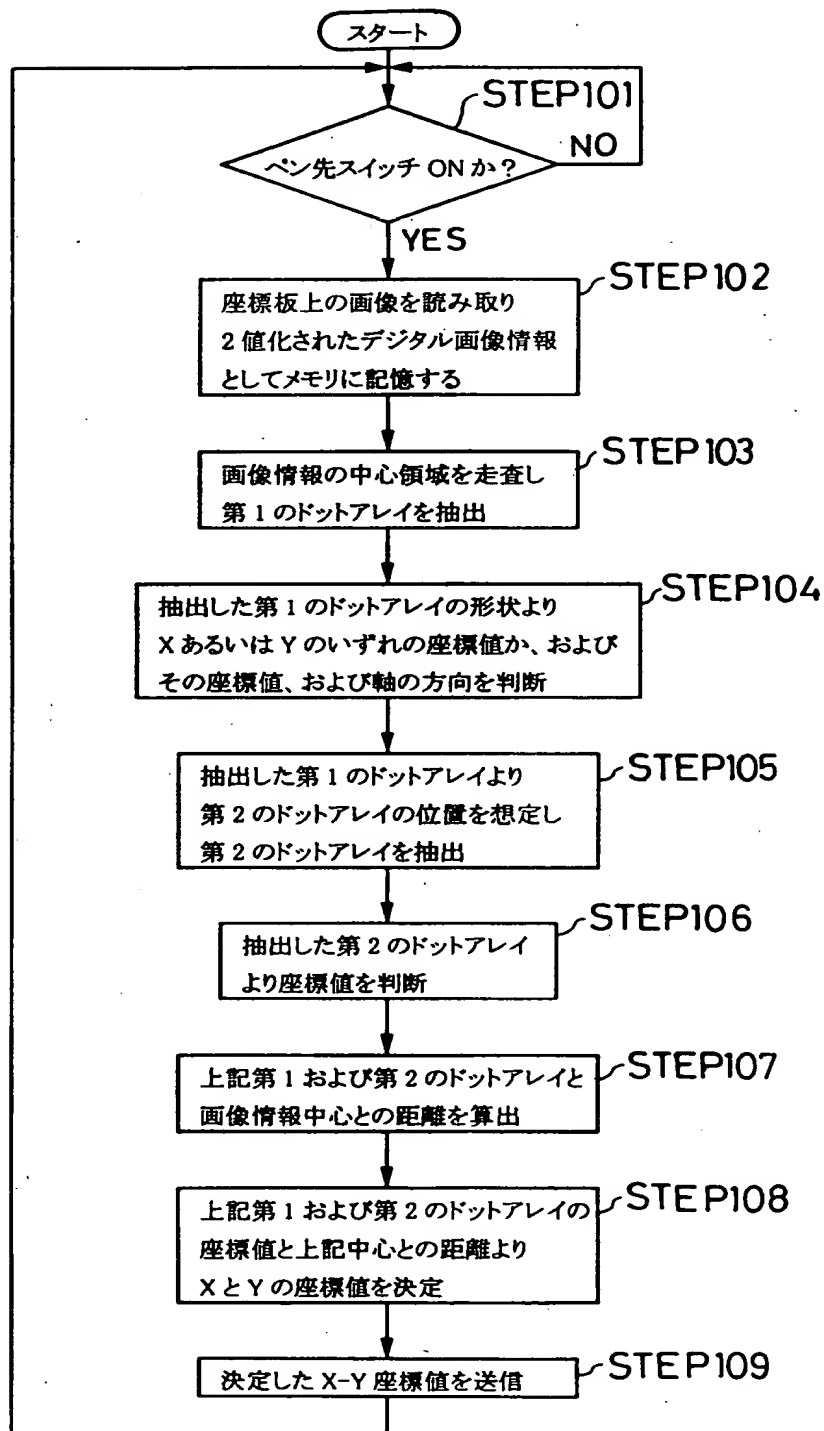 スタート
STEP101
ペン先スイッチ ON か?
NO
YES
STEP102
座標板上の画像を読み取り
2 値化されたデジタル画像情報
としてメモリに記憶する
STEP103
画像情報の中心領域を走査し
第 1 のドットアレイを抽出
STEP104
抽出した第 1 のドットアレイの形状より
X あるいは Y のいずれの座標値か、および
その座標値、および軸の方向を判断
STEP105
抽出した第 1 のドットアレイより
第 2 のドットアレイの位置を想定し
第 2 のドットアレイを抽出
STEP106
抽出した第 2 のドットアレイ
より座標値を判断
STEP107
上記第 1 および第 2 のドットアレイと
画像情報中心との距離を算出
STEP108
上記第 1 および第 2 のドットアレイの
座標値と上記中心との距離より
X と Y の座標値を決定
STEP109
決定した X-Y 座標値を送信